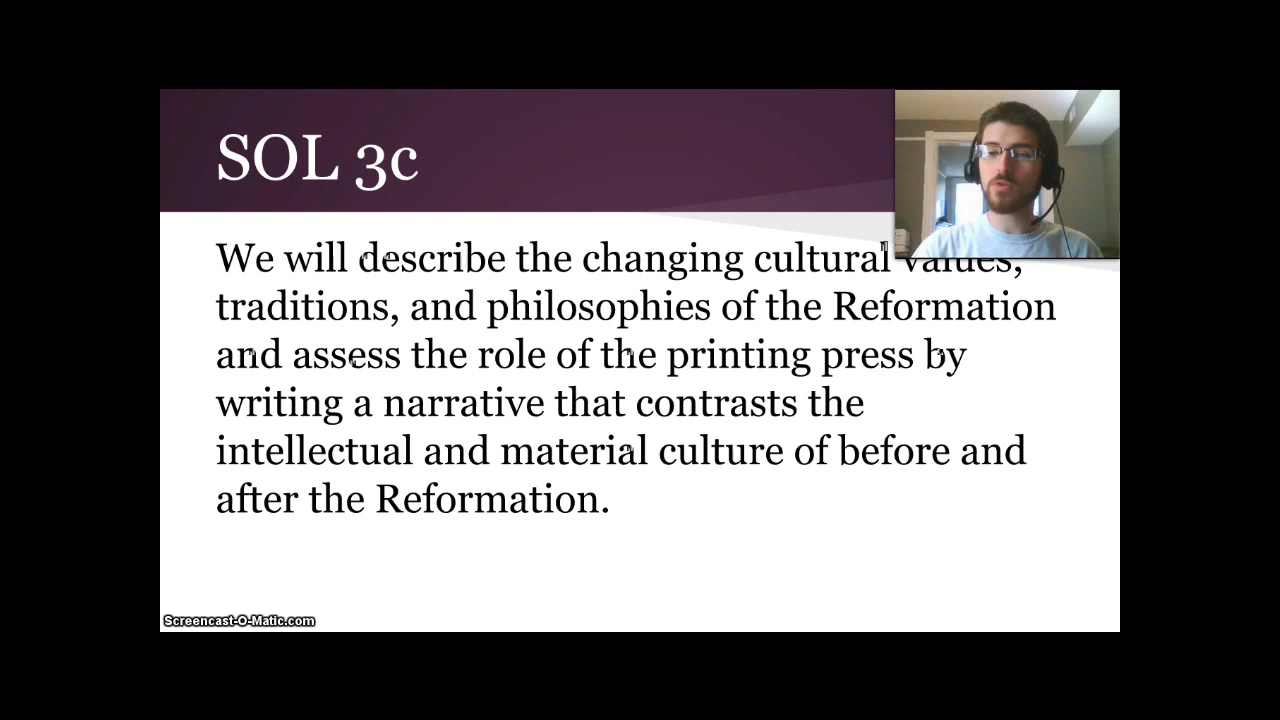 SOL 3c
We will describe the changing cultural values,
traditions, and philosophies of the Reformation
and assess the role of the printing press by
writing a narrative that contrasts the
intellectual and material culture of before and
after the Reformation.
Screencast-O-Matic.com